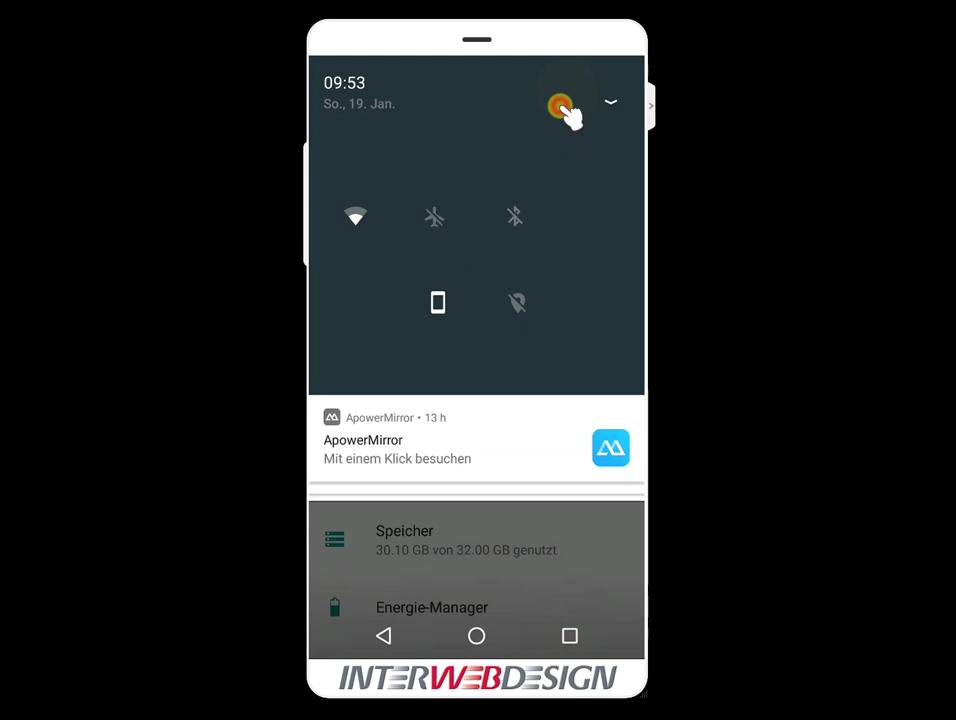 09:53
So., 19. Jan.
ApowerMirror • 13 h
ApowerMirror
Mit einem Klick besuchen
Speicher
30.10 GB von 32.00 GB genutzt
Energie-Manager
INTERWEBDESIGN